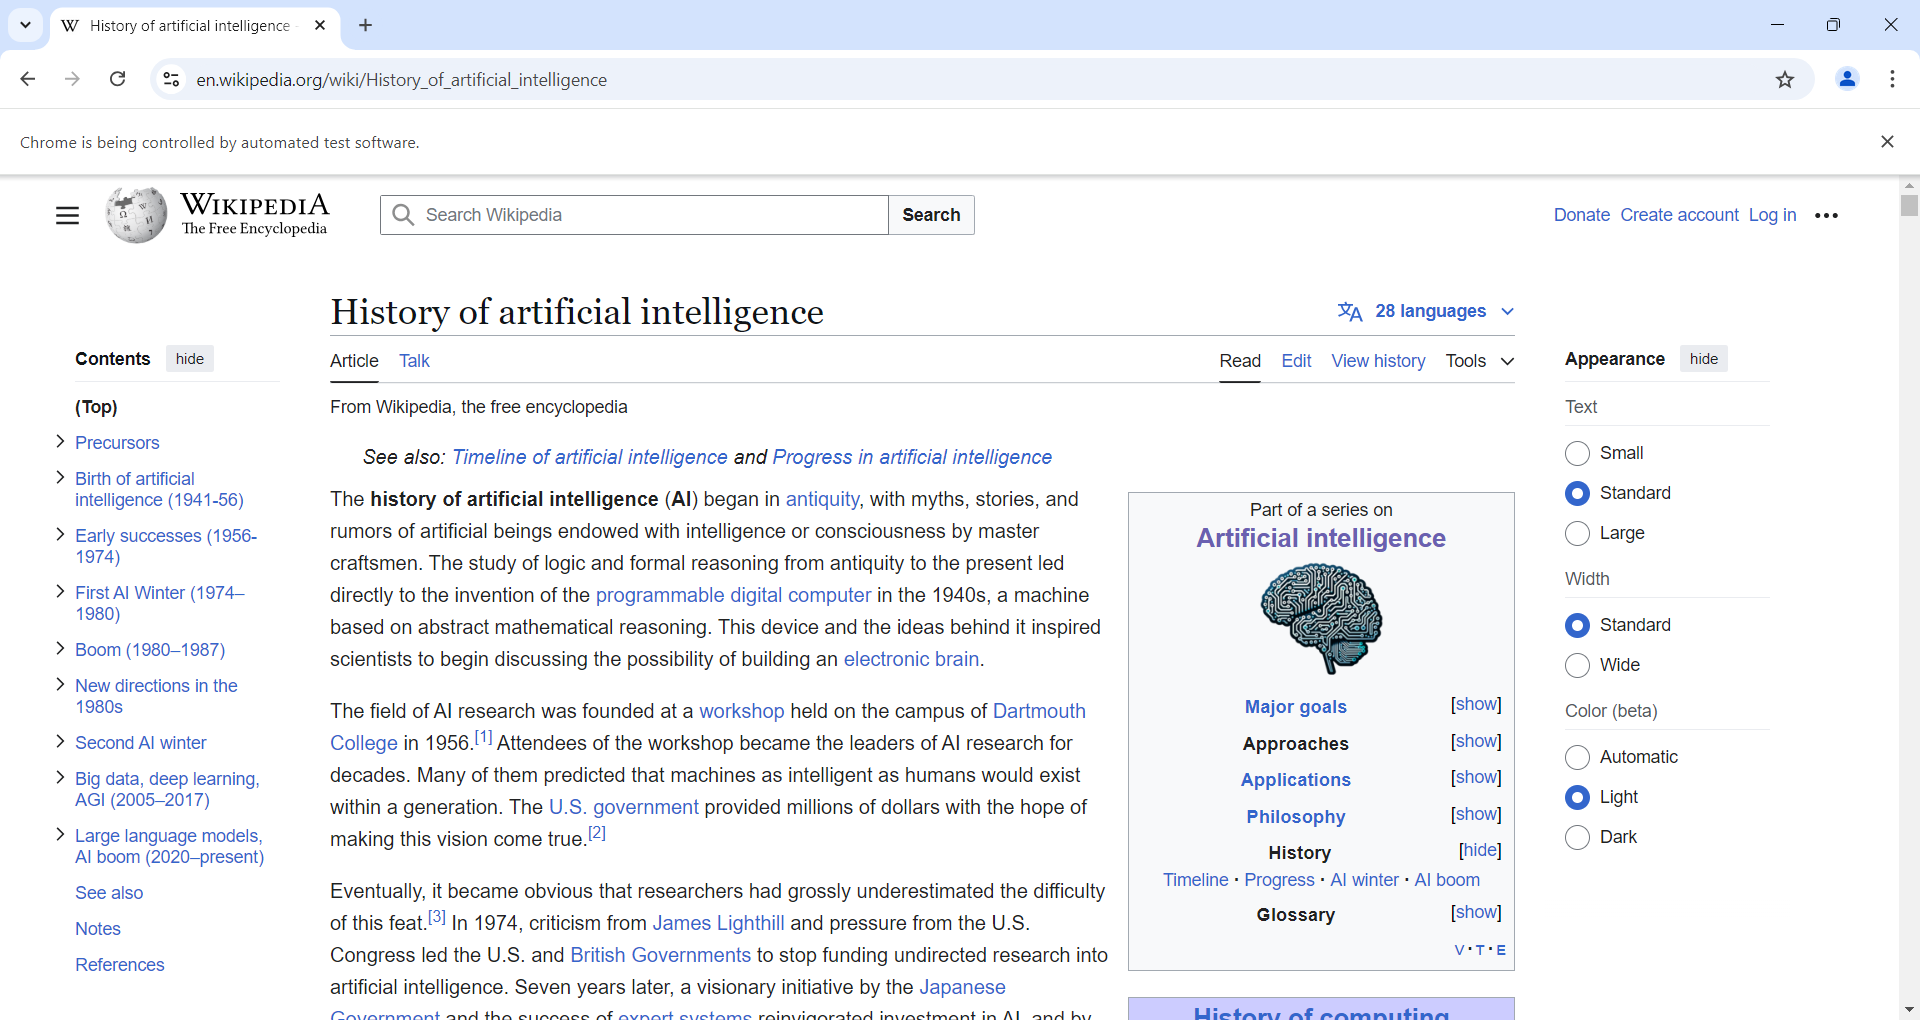 History of artificial intelligence
en.wikipedia.org/wiki/History_of_artificial_intelligence
Chrome is being controlled by automated test software.
WIKIPEDIA
The Free Encyclopedia
Search Wikipedia
Search
Donate Create account Log in
History of artificial intelligence
28 languages
Contents hide
(Top)
Precursors
Birth of artificial
intelligence (1941-56)
Early successes (1956-
1974)
First AI Winter (1974–
1980)
Boom (1980–1987)
New directions in the
1980s
Second AI winter
Big data, deep learning,
AGI (2005–2017)
Large language models,
AI boom (2020–present)
See also
Notes
References
Article Talk
Read Edit View history Tools
From Wikipedia, the free encyclopedia
See also: Timeline of artificial intelligence and Progress in artificial intelligence
The history of artificial intelligence (AI) began in antiquity, with myths, stories, and
rumors of artificial beings endowed with intelligence or consciousness by master
craftsmen. The study of logic and formal reasoning from antiquity to the present led
directly to the invention of the programmable digital computer in the 1940s, a machine
based on abstract mathematical reasoning. This device and the ideas behind it inspired
scientists to begin discussing the possibility of building an electronic brain.
The field of AI research was founded at a workshop held on the campus of Dartmouth
College in 1956.[1] Attendees of the workshop became the leaders of AI research for
decades. Many of them predicted that machines as intelligent as humans would exist
within a generation. The U.S. government provided millions of dollars with the hope of
making this vision come true.[2]
Eventually, it became obvious that researchers had grossly underestimated the difficulty
of this feat.[3] In 1974, criticism from James Lighthill and pressure from the U.S.
Congress led the U.S. and British Governments to stop funding undirected research into
artificial intelligence. Seven years later, a visionary initiative by the Japanese
Government and the success of expert systems reinvigorated investment in AI, and by
Part of a series on
Artificial intelligence
Major goals [show]
Approaches [show]
Applications [show]
Philosophy [show]
History [hide]
Timeline · Progress · AI winter · AI boom
Glossary [show]
V · T · E
History of computing
Appearance hide
Text
Small
Standard
Large
Width
Standard
Wide
Color (beta)
Automatic
Light
Dark